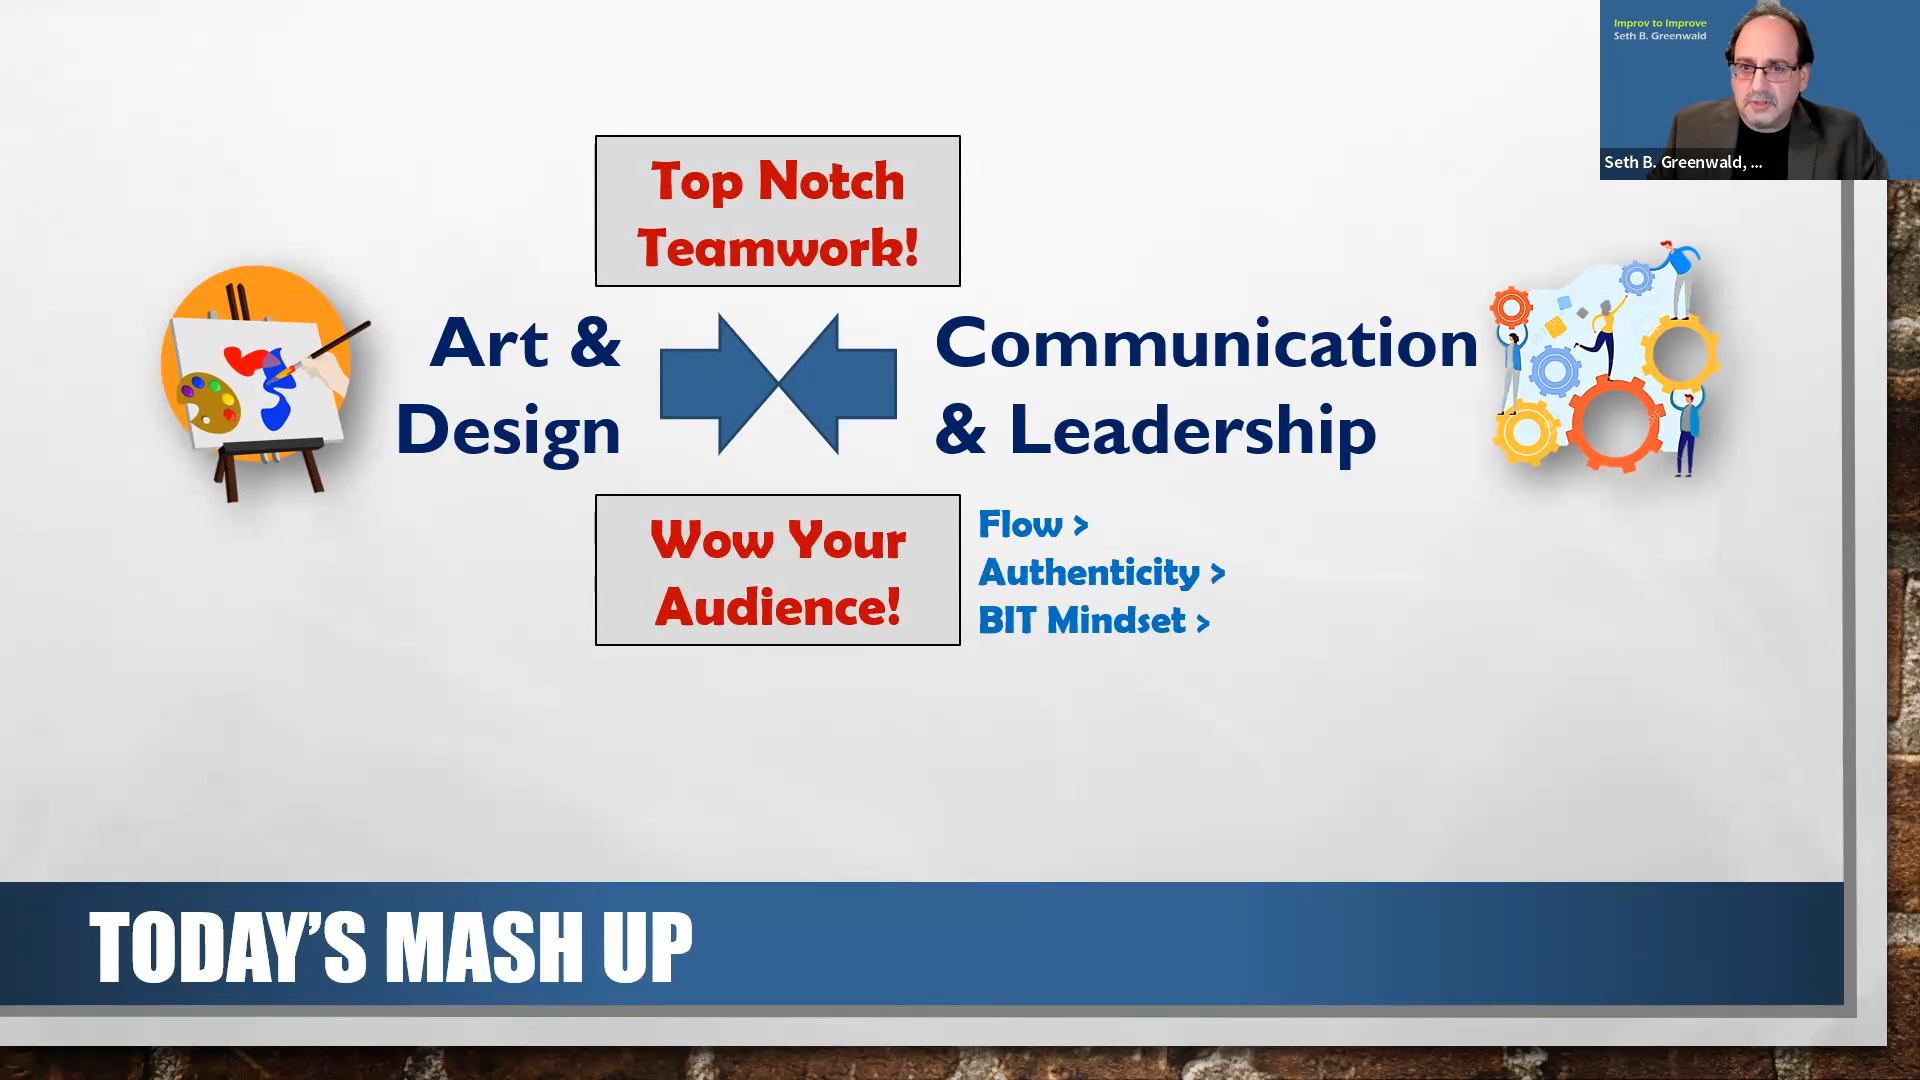 Improv to Improve
Seth B. Greenwald
Seth B. Greenwald, ...
Top Notch
Teamwork!
Art &
Design
Communication
& Leadership
Wow Your
Audience!
Flow >
Authenticity >
BIT Mindset >
TODAY'S MASH UP